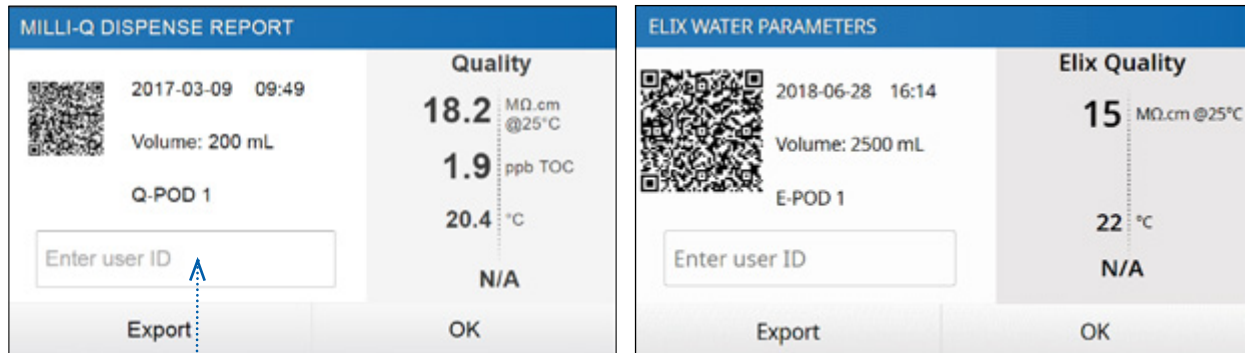 MILLI-Q DISPENSE REPORT
2017-03-09 09:49
Volume: 200 mL
Q-POD 1
Enter user ID
Quality
18.2 MΩ.cm @25°C
1.9 ppb TOC
20.4 °C
N/A
Export OK
ELIX WATER PARAMETERS
2018-06-28 16:14
Volume: 2500 mL
E-POD 1
Enter user ID
Elix Quality
15 MΩ.cm @25°C
22 °C
N/A
Export OK